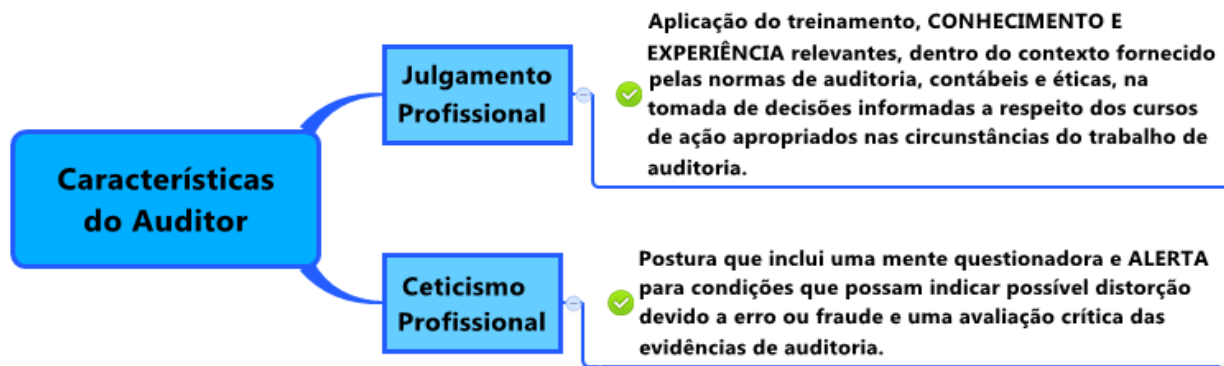 Características
do Auditor
Julgamento
Profissional
Aplicação do treinamento, CONHECIMENTO E
EXPERIÊNCIA relevantes, dentro do contexto fornecido
pelas normas de auditoria, contábeis e éticas, na
tomada de decisões informadas a respeito dos cursos
de ação apropriados nas circunstâncias do trabalho de
auditoria.
Ceticismo
Profissional
Postura que inclui uma mente questionadora e ALERTA
para condições que possam indicar possível distorção
devido a erro ou fraude e uma avaliação crítica das
evidências de auditoria.